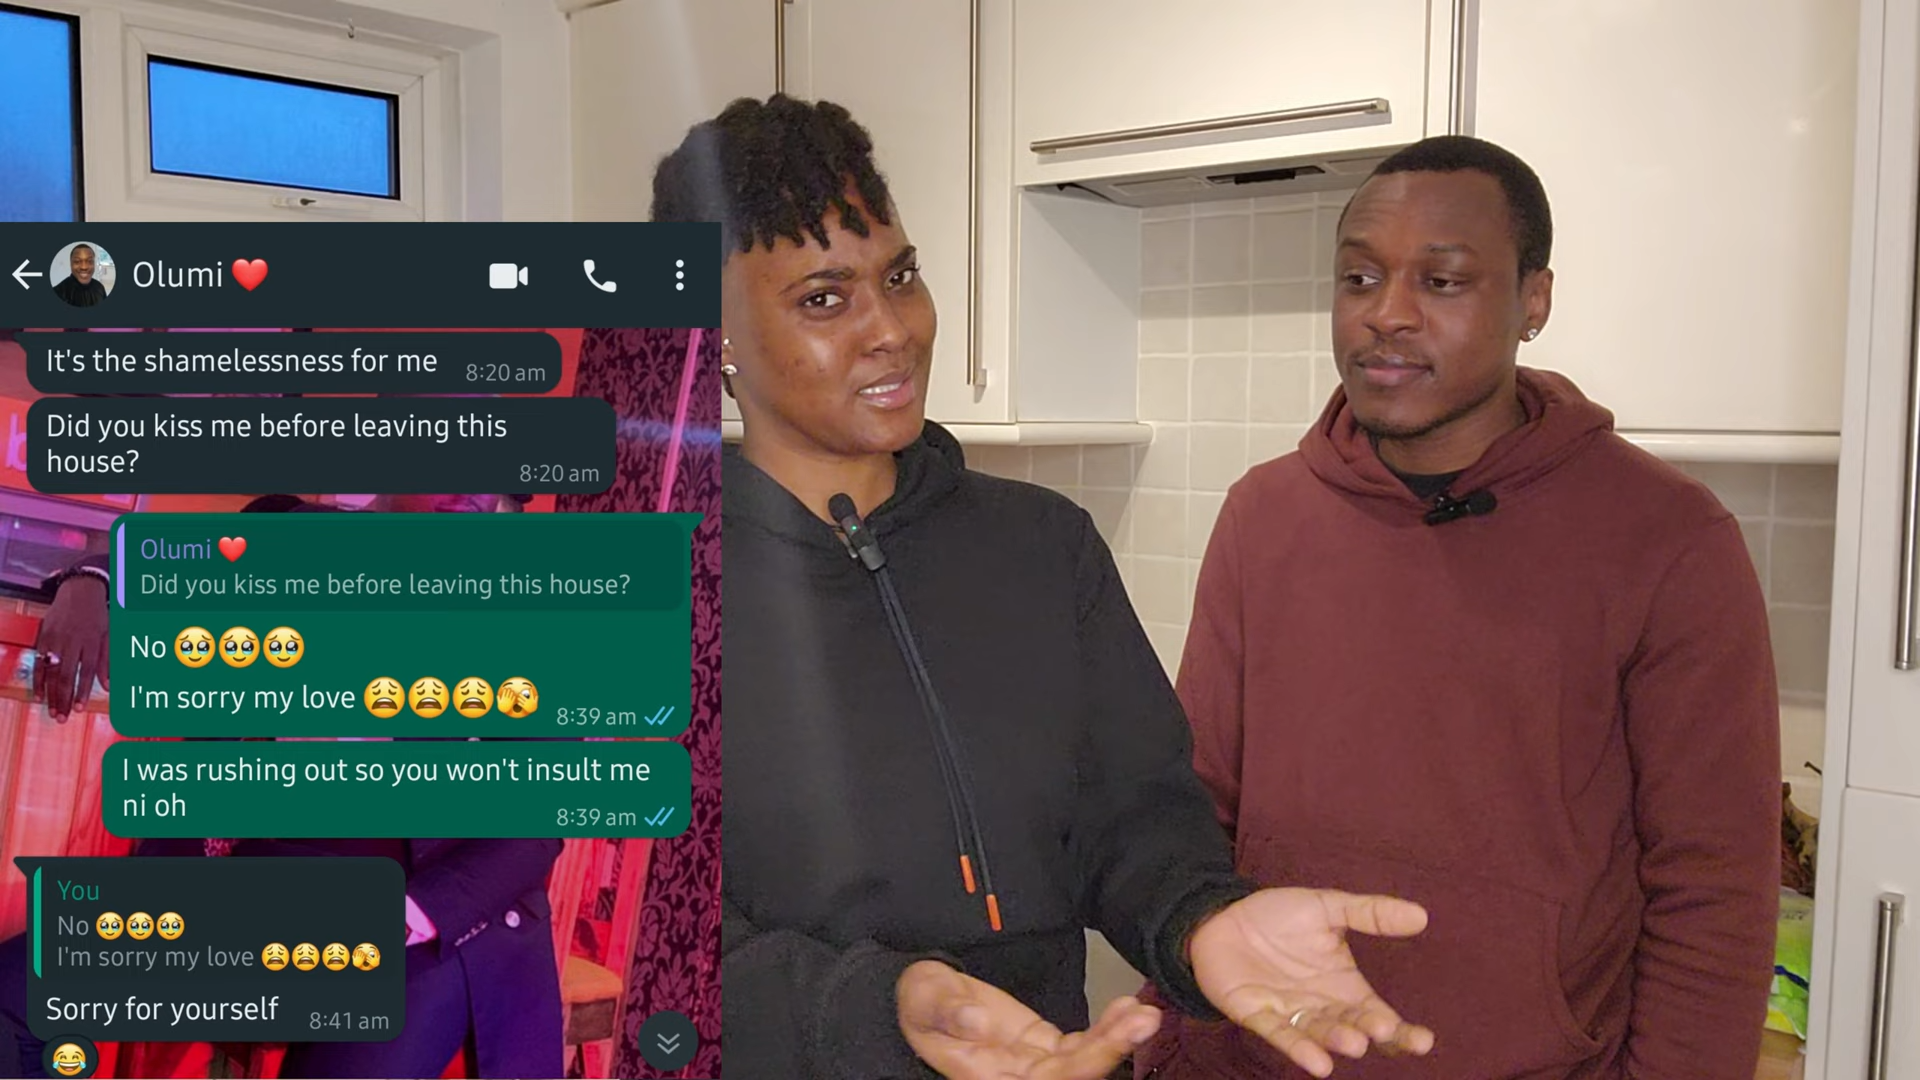 Olumi ❤️
It's the shamelessness for me
8:20 am
Did you kiss me before leaving this
house?
8:20 am
Olumi ❤️
Did you kiss me before leaving this house?
No 🥹🥹🥹
I'm sorry my love 😩😩😩🫣
8:39 am
I was rushing out so you won't insult me
ni oh
8:39 am
You
No 🥹🥹🥹
I'm sorry my love 😩😩😩🫣
Sorry for yourself
8:41 am
😂